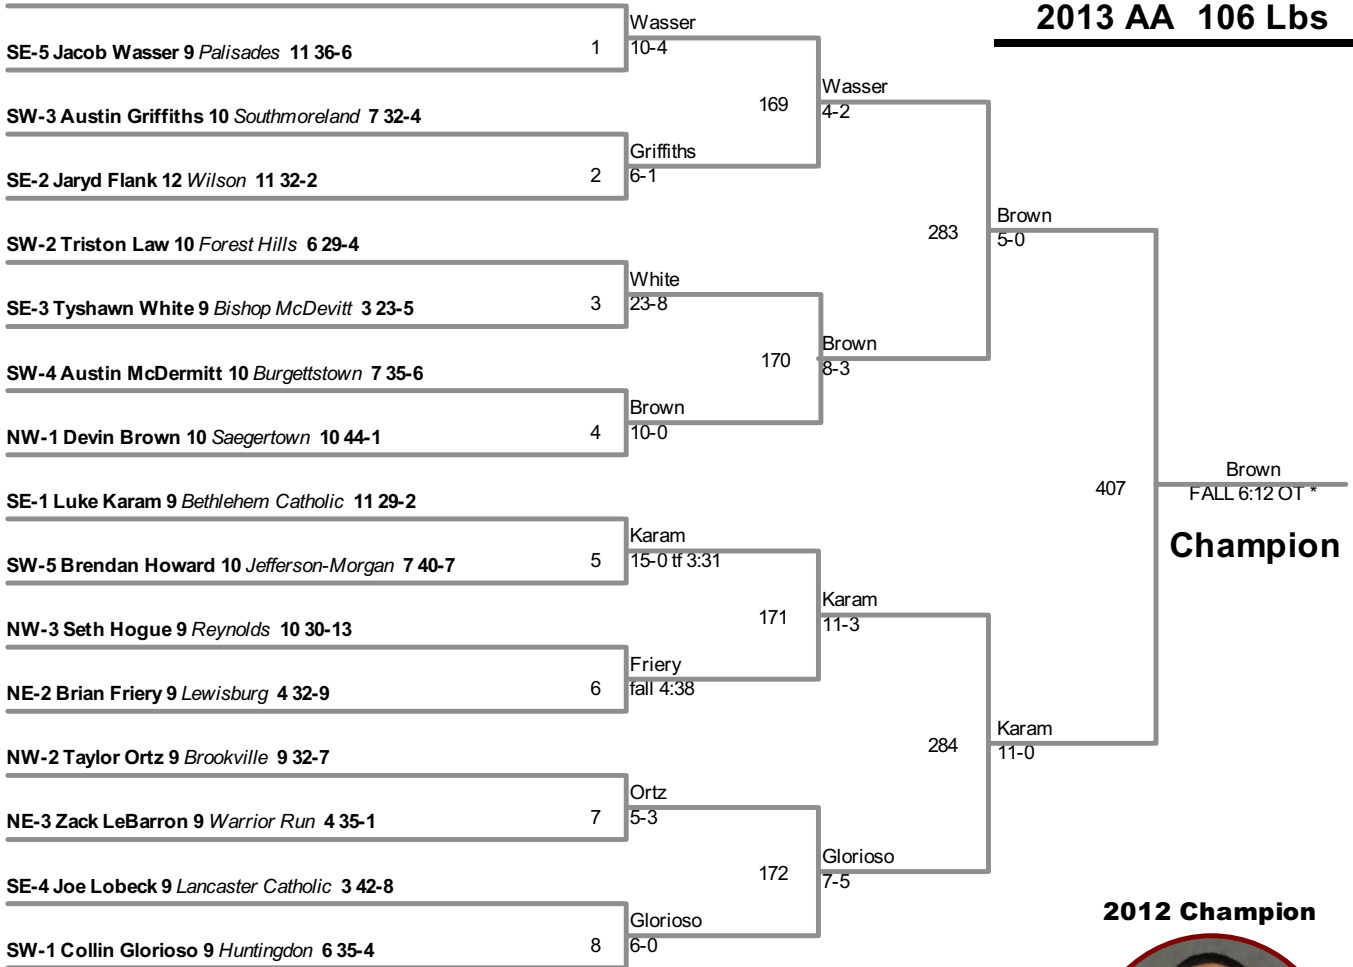 2013 AA 106 Lbs
Wasser
SE-5 Jacob Wasser 9 Palisades 11 36-6
1
10-4
Wasser
169
4-2
SW-3 Austin Griffiths 10 Southmoreland 7 32-4
Griffiths
SE-2 Jaryd Flank 12 Wilson 11 32-2
2
6-1
Brown
283
5-0
SW-2 Triston Law 10 Forest Hills 6 29-4
White
SE-3 Tyshawn White 9 Bishop McDevitt 3 23-5
3
23-8
Brown
170
8-3
SW-4 Austin McDermitt 10 Burgettstown 7 35-6
Brown
NW-1 Devin Brown 10 Saegertown 10 44-1
4
10-0
Brown
407
FALL 6:12 OT *
Champion
SE-1 Luke Karam 9 Bethlehem Catholic 11 29-2
Karam
SW-5 Brendan Howard 10 Jefferson-Morgan 7 40-7
5
15-0 tf 3:31
Karam
171
11-3
NW-3 Seth Hogue 9 Reynolds 10 30-13
Friery
NE-2 Brian Friery 9 Lewisburg 4 32-9
6
fall 4:38
Karam
284
11-0
NW-2 Taylor Ortz 9 Brookville 9 32-7
Ortz
NE-3 Zack LeBarron 9 Warrior Run 4 35-1
7
5-3
Glorioso
172
7-5
SE-4 Joe Lobeck 9 Lancaster Catholic 3 42-8
Glorioso
SW-1 Collin Glorioso 9 Huntingdon 6 35-4
8
6-0
2012 Champion